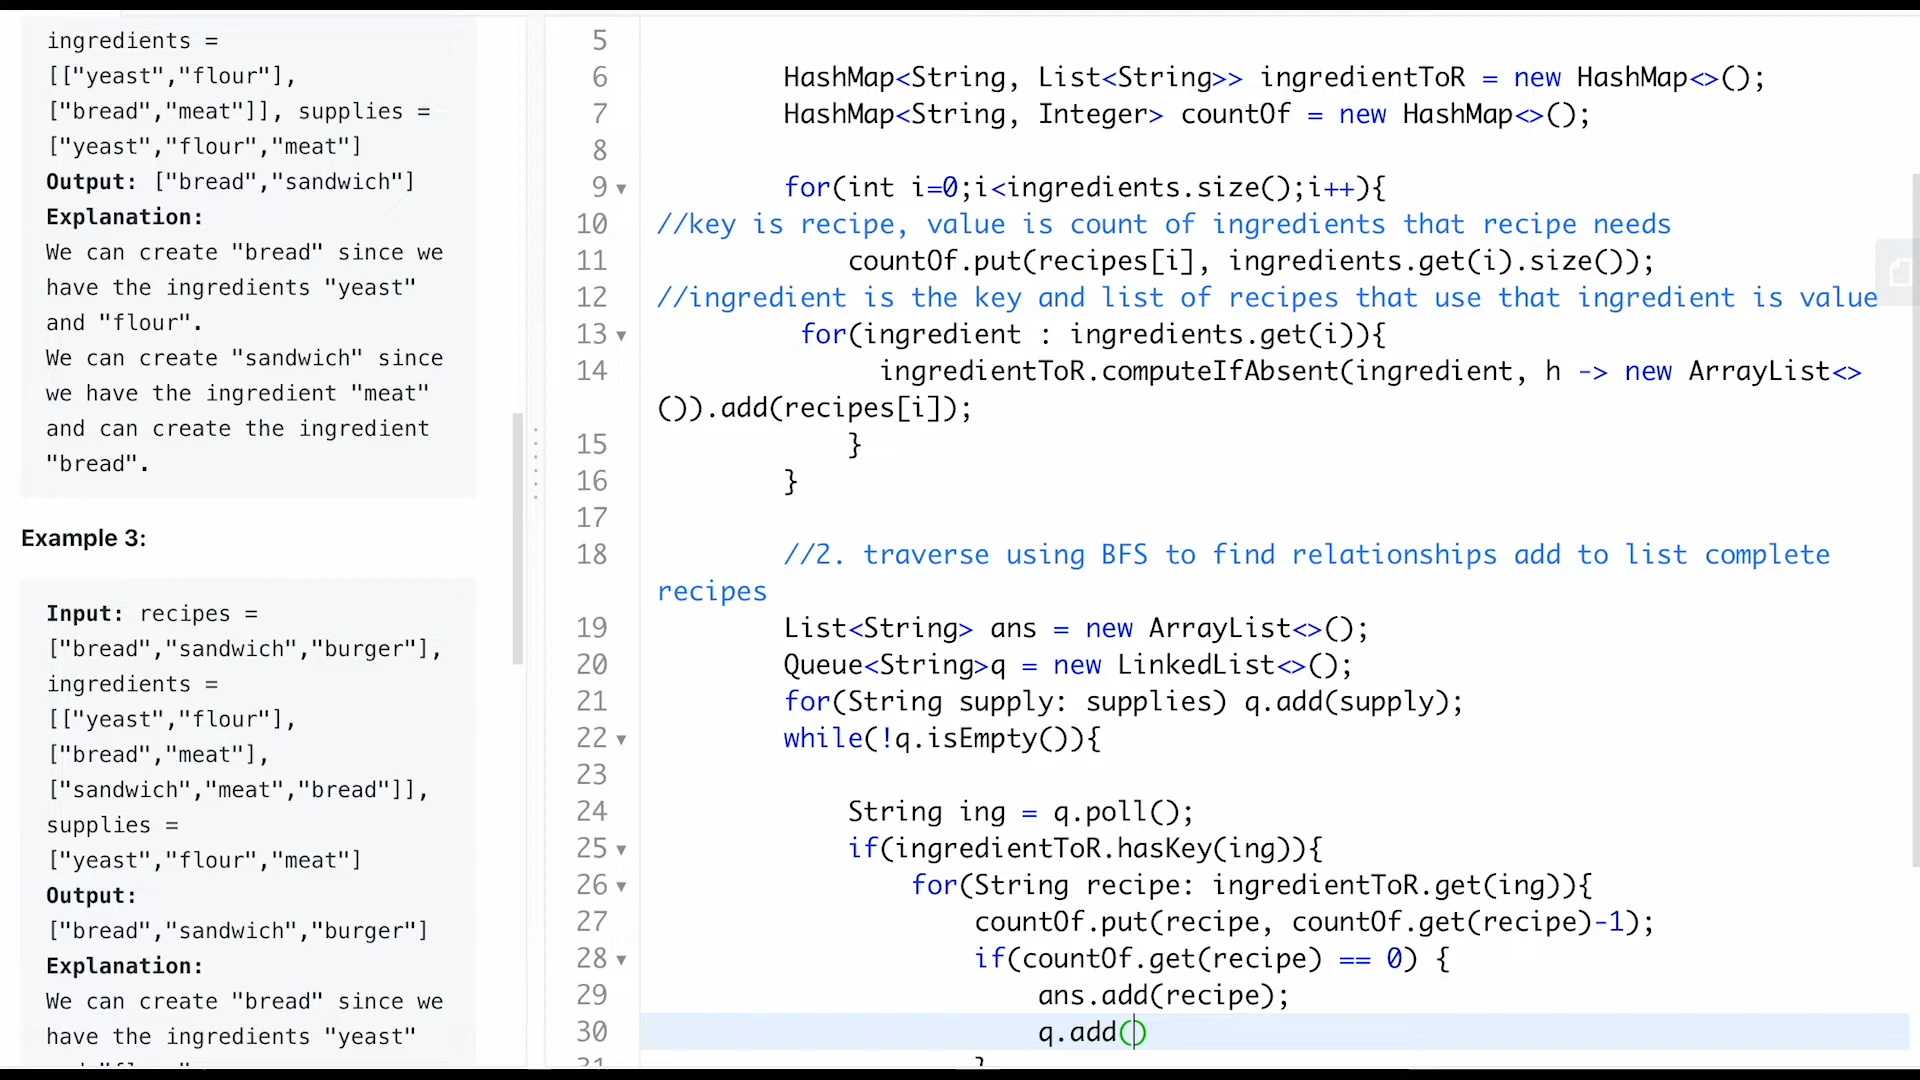 ingredients =
[["yeast","flour"],
["bread","meat"]], supplies =
["yeast","flour","meat"]
Output: ["bread","sandwich"]
Explanation:
We can create "bread" since we
have the ingredients "yeast"
and "flour".
We can create "sandwich" since
we have the ingredient "meat"
and can create the ingredient
"bread".
Example 3:
Input: recipes =
["bread","sandwich","burger"],
ingredients =
[["yeast","flour"],
["bread","meat"],
["sandwich","meat","bread"]],
supplies =
["yeast","flour","meat"]
Output:
["bread","sandwich","burger"]
Explanation:
We can create "bread" since we
have the ingredients "yeast"
5
6 HashMap<String, List<String>> ingredientToR = new HashMap<>();
7 HashMap<String, Integer> countOf = new HashMap<>();
8
9 for(int i=0;i<ingredients.size();i++){
10 //key is recipe, value is count of ingredients that recipe needs
11 countOf.put(recipes[i], ingredients.get(i).size());
12 //ingredient is the key and list of recipes that use that ingredient is value
13 for(ingredient : ingredients.get(i)){
14 ingredientToR.computeIfAbsent(ingredient, h -> new ArrayList<>
()).add(recipes[i]);
15 }
16 }
17
18 //2. traverse using BFS to find relationships add to list complete
recipes
19 List<String> ans = new ArrayList<>();
20 Queue<String>q = new LinkedList<>();
21 for(String supply: supplies) q.add(supply);
22 while(!q.isEmpty()){
23
24 String ing = q.poll();
25 if(ingredientToR.hasKey(ing)){
26 for(String recipe: ingredientToR.get(ing)){
27 countOf.put(recipe, countOf.get(recipe)-1);
28 if(countOf.get(recipe) == 0) {
29 ans.add(recipe);
30 q.add()
31 }